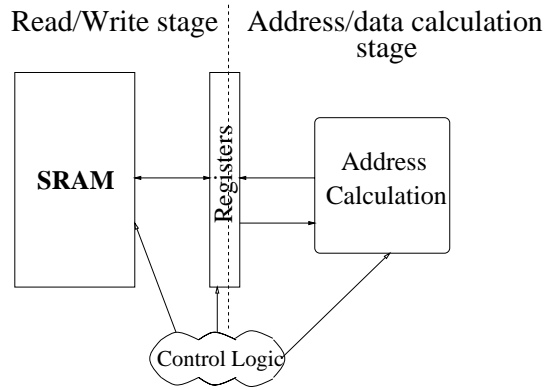 Read/Write stage
Address/data calculation
stage
SRAM
Registers
Address
Calculation
Control Logic